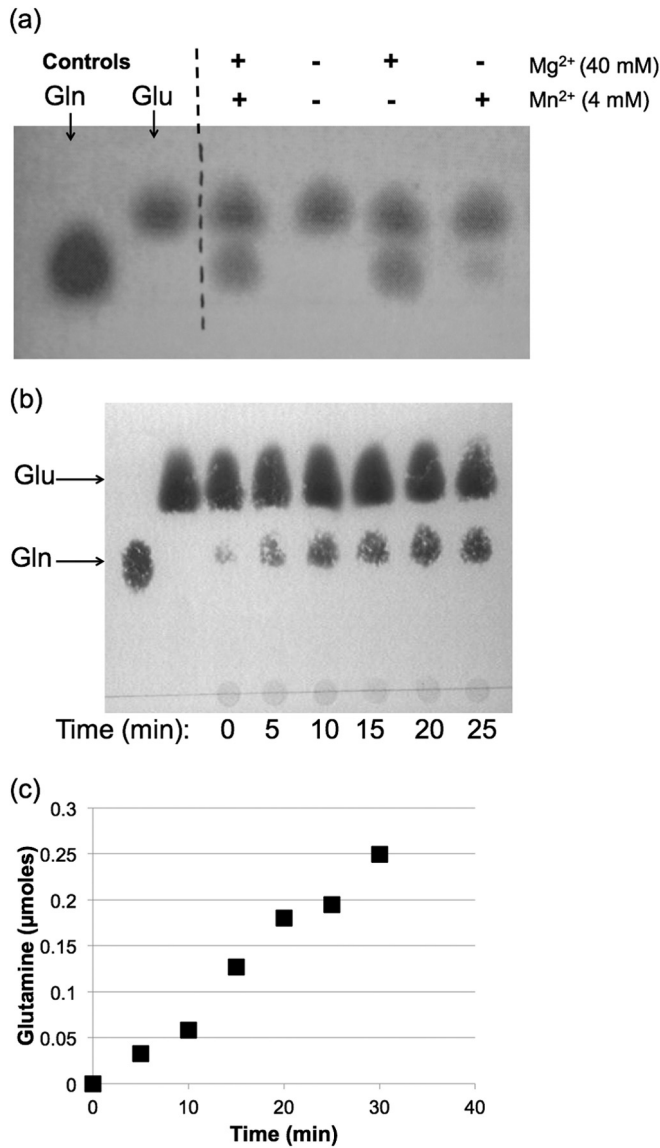 (a)
Controls + - + - Mg²⁺ (40 mM)
Gln Glu + - - + Mn²⁺ (4 mM)
(b)
Glu
Gln
Time (min): 0 5 10 15 20 25
(c)
0.3
0.25
0.2
0.15
0.1
0.05
0
Glutamine (µmoles)
0 10 20 30 40
Time (min)